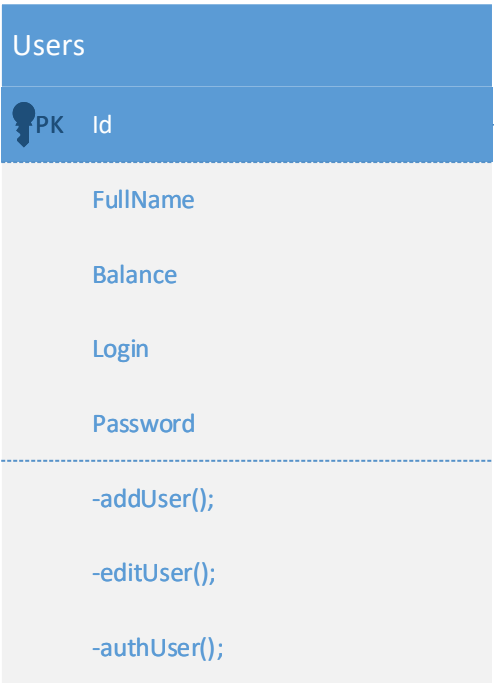 Users
PK Id
FullName
Balance
Login
Password
-addUser();
-editUser();
-authUser();